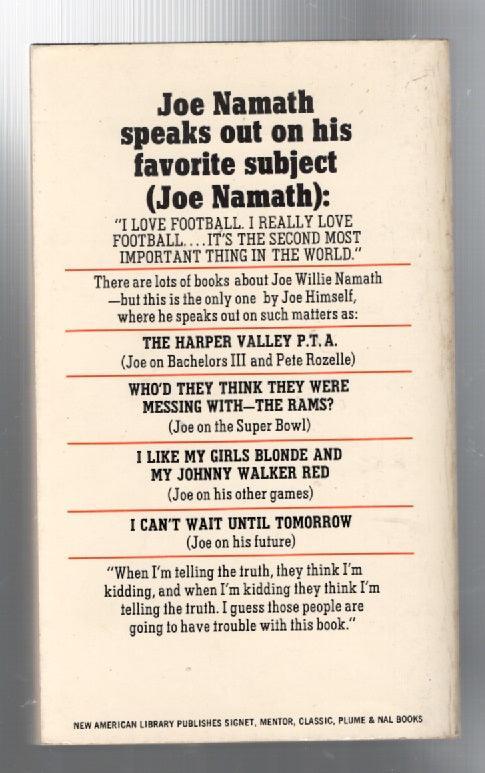 Joe Namath
speaks out on his
favorite subject
(Joe Namath):
"I LOVE FOOTBALL. I REALLY LOVE
FOOTBALL....IT'S THE SECOND MOST
IMPORTANT THING IN THE WORLD."
There are lots of books about Joe Willie Namath
—but this is the only one by Joe Himself,
where he speaks out on such matters as:
THE HARPER VALLEY P.T.A.
(Joe on Bachelors III and Pete Rozelle)
WHO'D THEY THINK THEY WERE
MESSING WITH—THE RAMS?
(Joe on the Super Bowl)
I LIKE MY GIRLS BLONDE AND
MY JOHNNY WALKER RED
(Joe on his other games)
I CAN'T WAIT UNTIL TOMORROW
(Joe on his future)
"When I'm telling the truth, they think I'm
kidding, and when I'm kidding they think I'm
telling the truth. I guess those people are
going to have trouble with this book."
NEW AMERICAN LIBRARY PUBLISHES SIGNET, MENTOR, CLASSIC, PLUME & NAL BOOKS